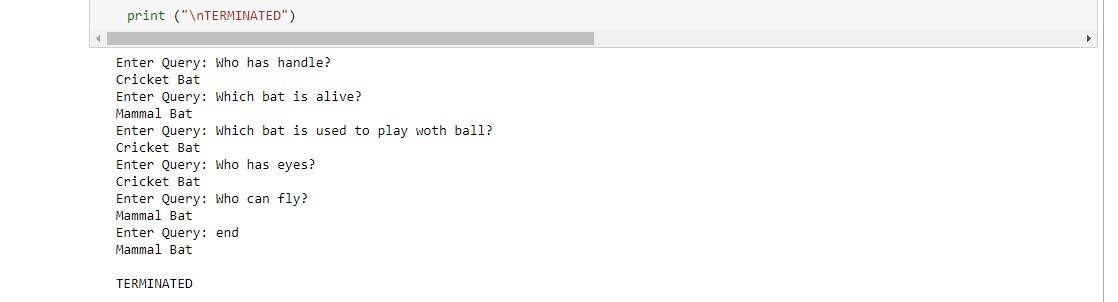 print ("\nTERMINATED")
Enter Query: Who has handle?
Cricket Bat
Enter Query: Which bat is alive?
Mammal Bat
Enter Query: Which bat is used to play woth ball?
Cricket Bat
Enter Query: Who has eyes?
Cricket Bat
Enter Query: Who can fly?
Mammal Bat
Enter Query: end
Mammal Bat
TERMINATED